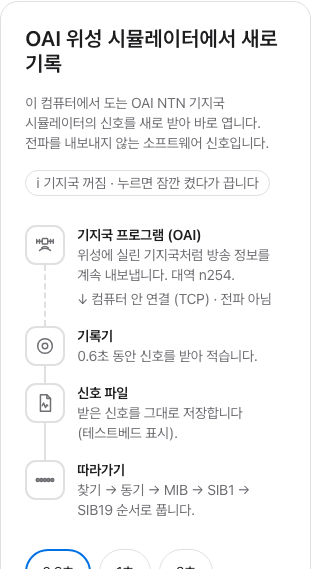 OAI 위성 시뮬레이터에서 새로
기록
이 컴퓨터에서 도는 OAI NTN 기지국
시뮬레이터의 신호를 새로 받아 바로 엽니다.
전파를 내보내지 않는 소프트웨어 신호입니다.
i 기지국 꺼짐 · 누르면 잠깐 켰다가 끕니다
기지국 프로그램 (OAI)
위성에 실린 기지국처럼 방송 정보를
계속 내보냅니다. 대역 n254.
↓ 컴퓨터 안 연결 (TCP) · 전파 아님
기록기
0.6초 동안 신호를 받아 적습니다.
신호 파일
받은 신호를 그대로 저장합니다
(테스트베드 표시).
따라가기
찾기 → 동기 → MIB → SIB1 →
SIB19 순서로 풉니다.